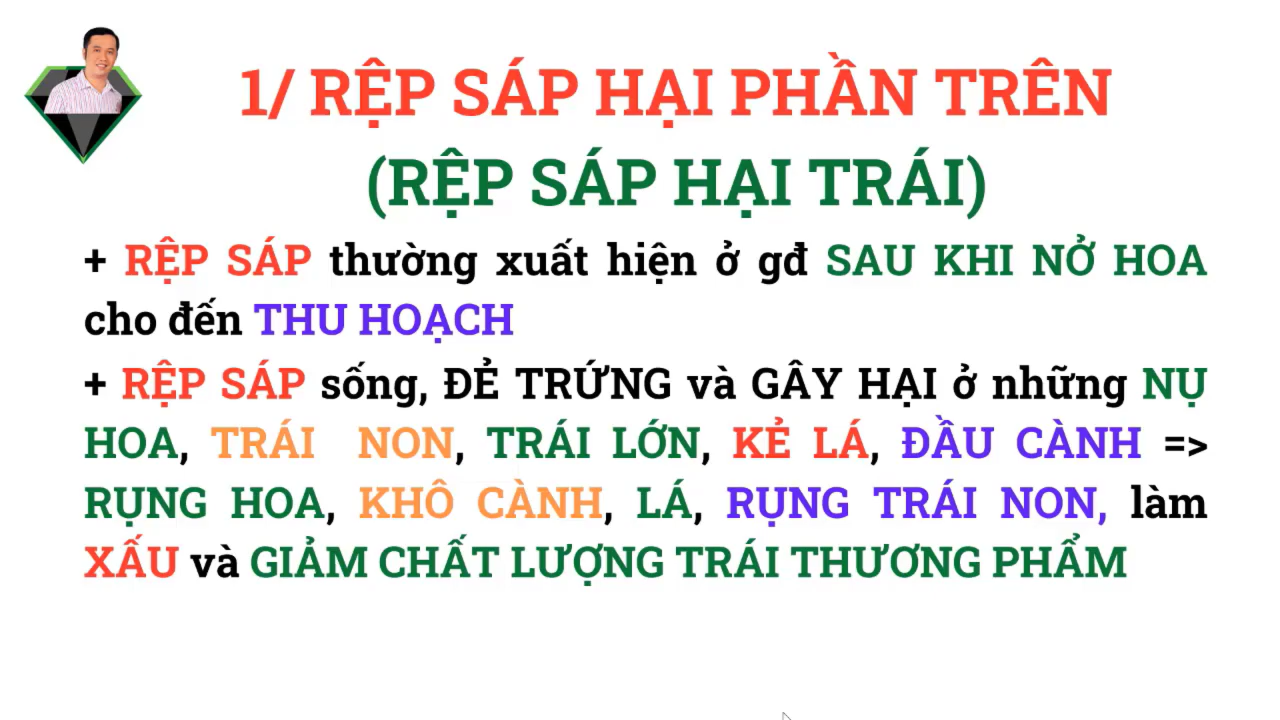 1/ RỆP SÁP HẠI PHẦN TRÊN
(RỆP SÁP HẠI TRÁI)
+ RỆP SÁP thường xuất hiện ở gđ SAU KHI NỞ HOA
cho đến THU HOẠCH
+ RỆP SÁP sống, ĐẺ TRỨNG và GÂY HẠI ở những NỤ
HOA, TRÁI NON, TRÁI LỚN, KẺ LÁ, ĐẦU CÀNH =>
RỤNG HOA, KHÔ CÀNH, LÁ, RỤNG TRÁI NON, làm
XẤU và GIẢM CHẤT LƯỢNG TRÁI THƯƠNG PHẨM